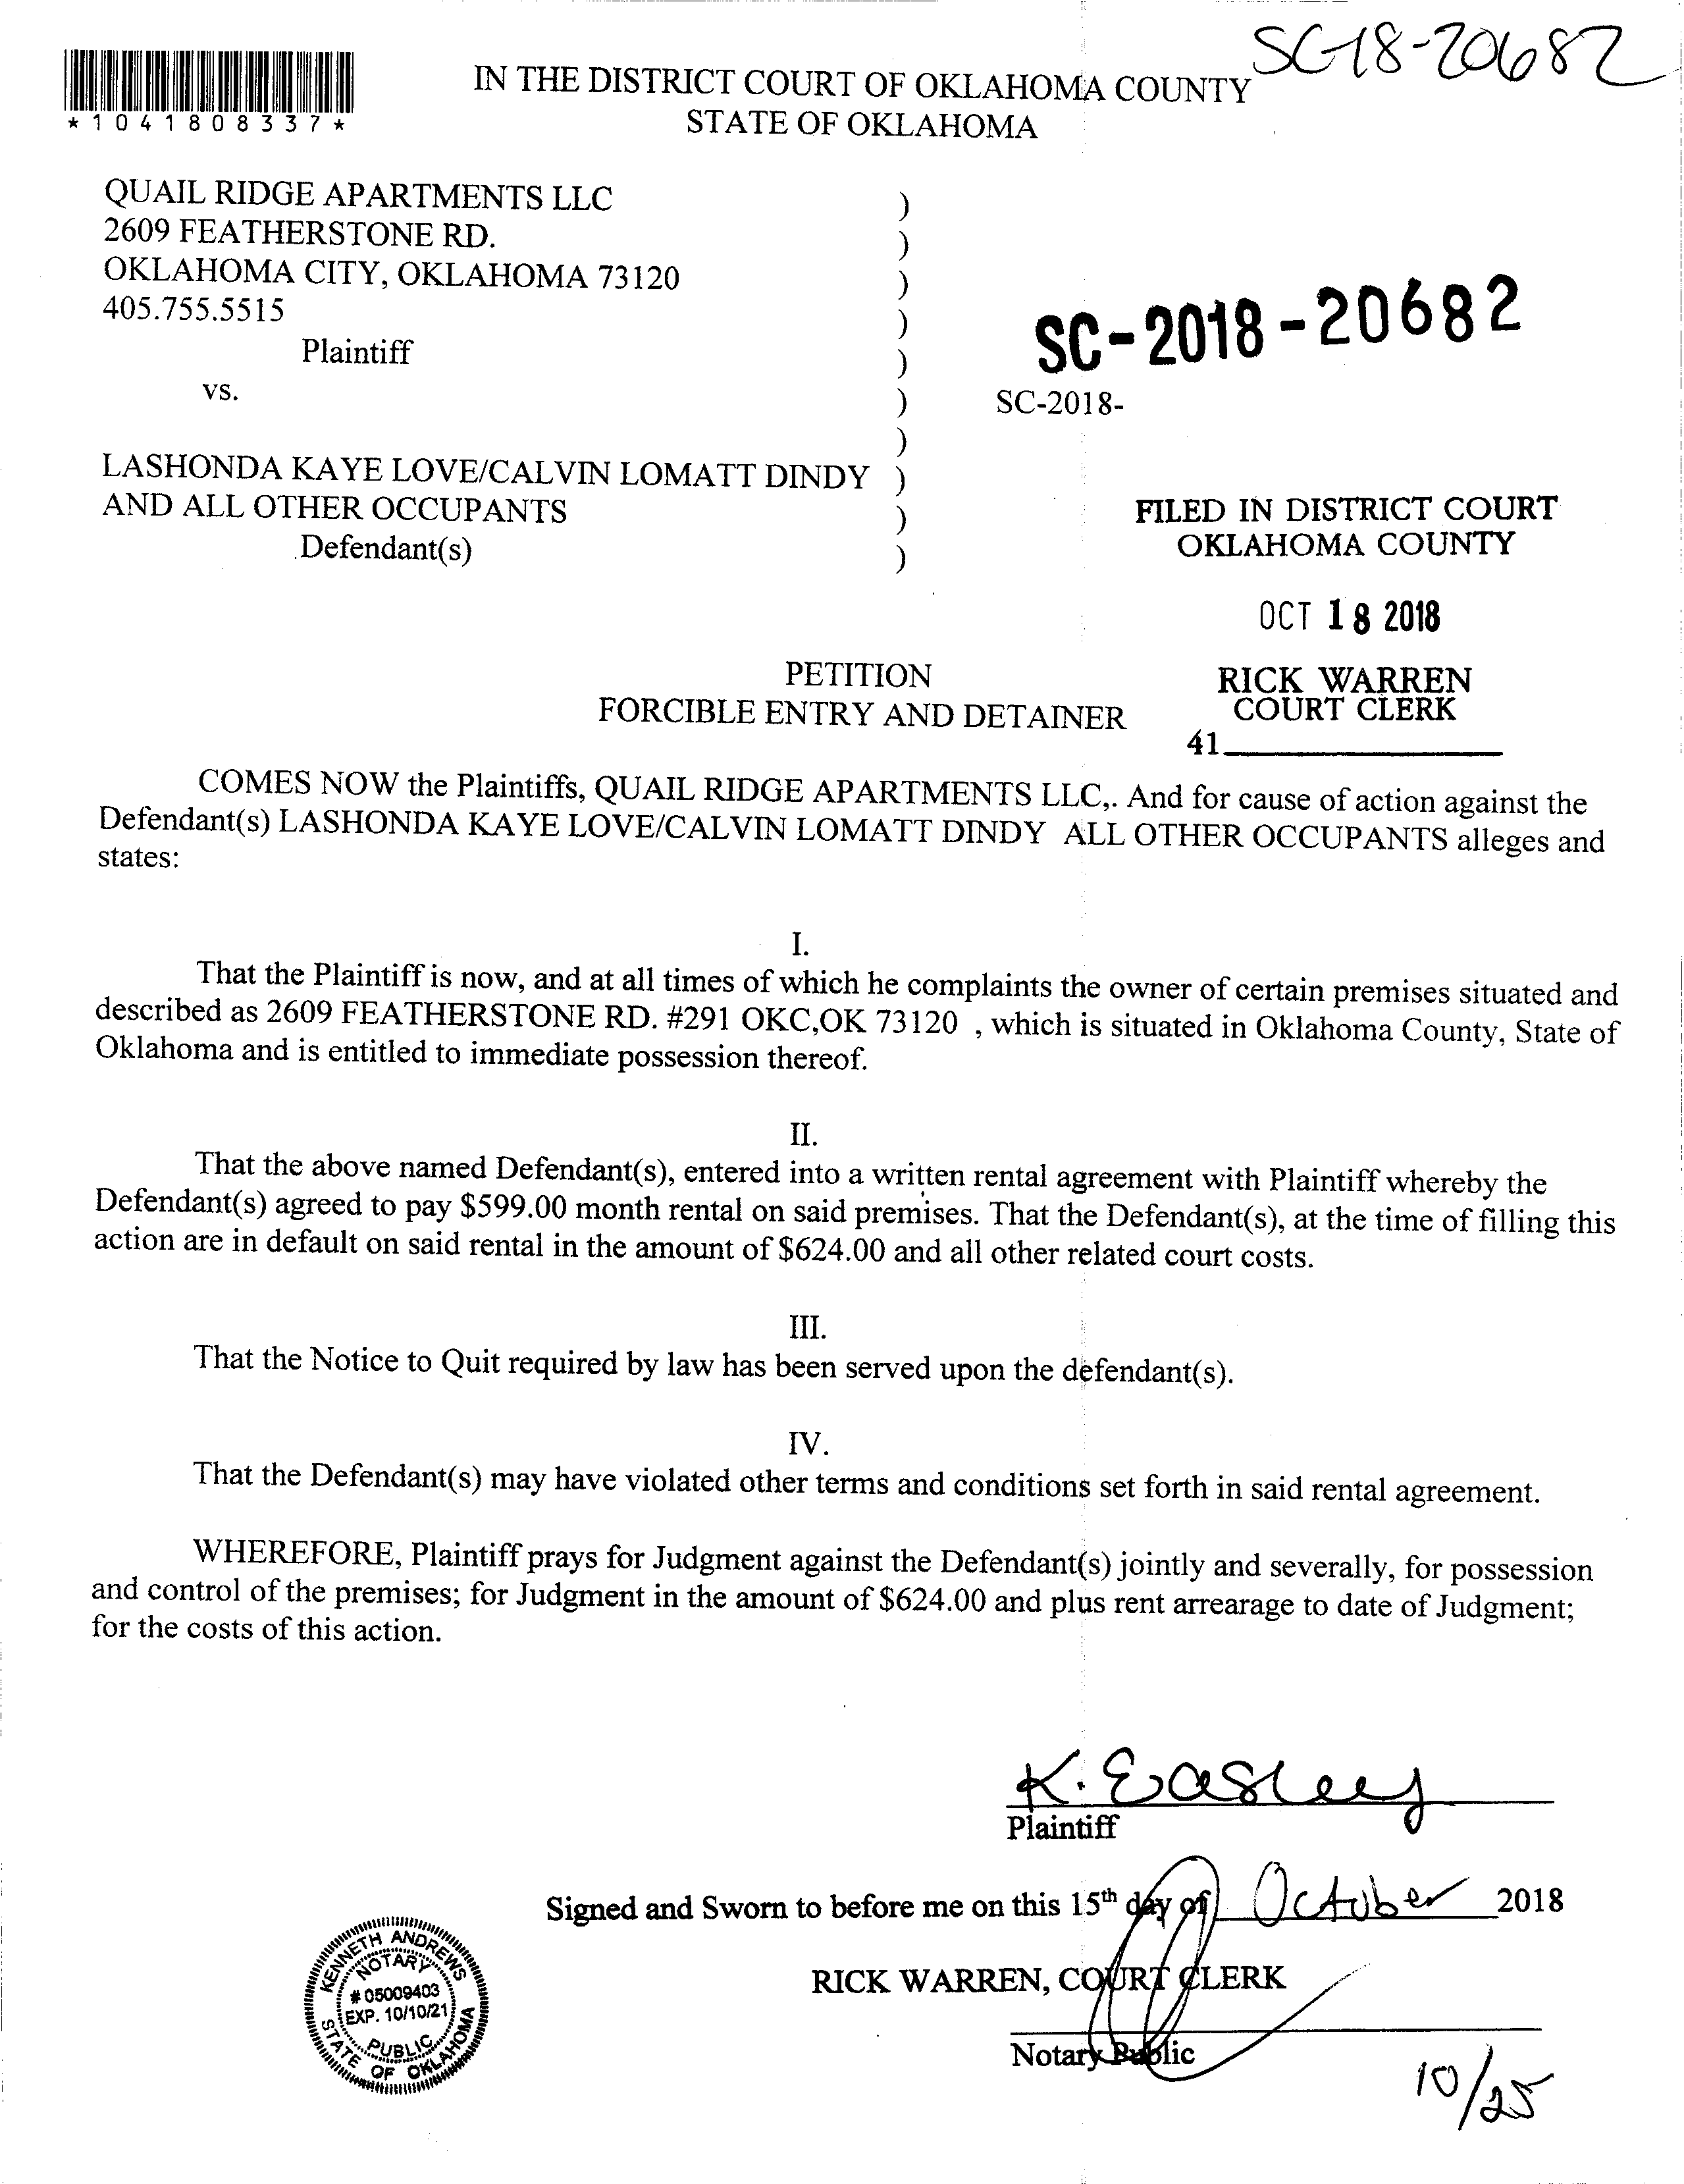 SC-18-20682
*1041808337*
IN THE DISTRICT COURT OF OKLAHOMA COUNTY
STATE OF OKLAHOMA
QUAIL RIDGE APARTMENTS LLC )
2609 FEATHERSTONE RD. )
OKLAHOMA CITY, OKLAHOMA 73120 )
405.755.5515 )
Plaintiff )
SC-2018-20682
vs. ) SC-2018-
)
LASHONDA KAYE LOVE/CALVIN LOMATT DINDY )
AND ALL OTHER OCCUPANTS )
Defendant(s) )
FILED IN DISTRICT COURT
OKLAHOMA COUNTY
OCT 18 2018
RICK WARREN
COURT CLERK
41
PETITION
FORCIBLE ENTRY AND DETAINER
COMES NOW the Plaintiffs, QUAIL RIDGE APARTMENTS LLC,. And for cause of action against the
Defendant(s) LASHONDA KAYE LOVE/CALVIN LOMATT DINDY ALL OTHER OCCUPANTS alleges and
states:
I.
That the Plaintiff is now, and at all times of which he complaints the owner of certain premises situated and
described as 2609 FEATHERSTONE RD. #291 OKC,OK 73120 , which is situated in Oklahoma County, State of
Oklahoma and is entitled to immediate possession thereof.
II.
That the above named Defendant(s), entered into a written rental agreement with Plaintiff whereby the
Defendant(s) agreed to pay $599.00 month rental on said premises. That the Defendant(s), at the time of filling this
action are in default on said rental in the amount of $624.00 and all other related court costs.
III.
That the Notice to Quit required by law has been served upon the defendant(s).
IV.
That the Defendant(s) may have violated other terms and conditions set forth in said rental agreement.
WHEREFORE, Plaintiff prays for Judgment against the Defendant(s) jointly and severally, for possession
and control of the premises; for Judgment in the amount of $624.00 and plus rent arrearage to date of Judgment;
for the costs of this action.
K. Easley
Plaintiff
Signed and Sworn to before me on this 15th day of October 2018
RICK WARREN, COURT CLERK
Notary Public
KENNETH ANDREWS
NOTARY
# 05009403
EXP. 10/10/21
PUBLIC
STATE OF OKLAHOMA
10/25